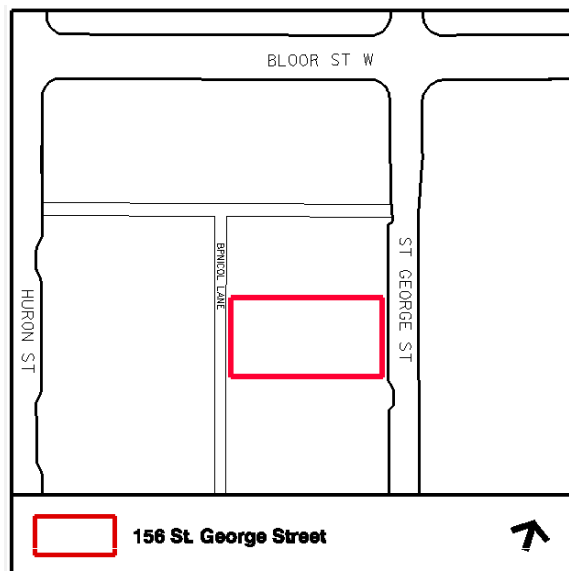 BLOOR ST W
BPNICOL LANE
ST GEORGE ST
HURON ST
156 St. George Street